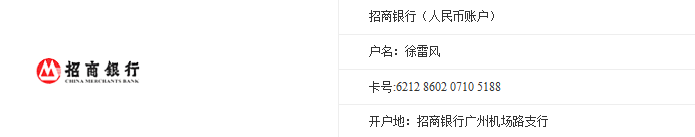 招商银行
CHINA MERCHANTS BANK
招商银行（人民币账户）
户名：徐雷风
卡号:6212 8602 0710 5188
开户地：招商银行广州机场路支行